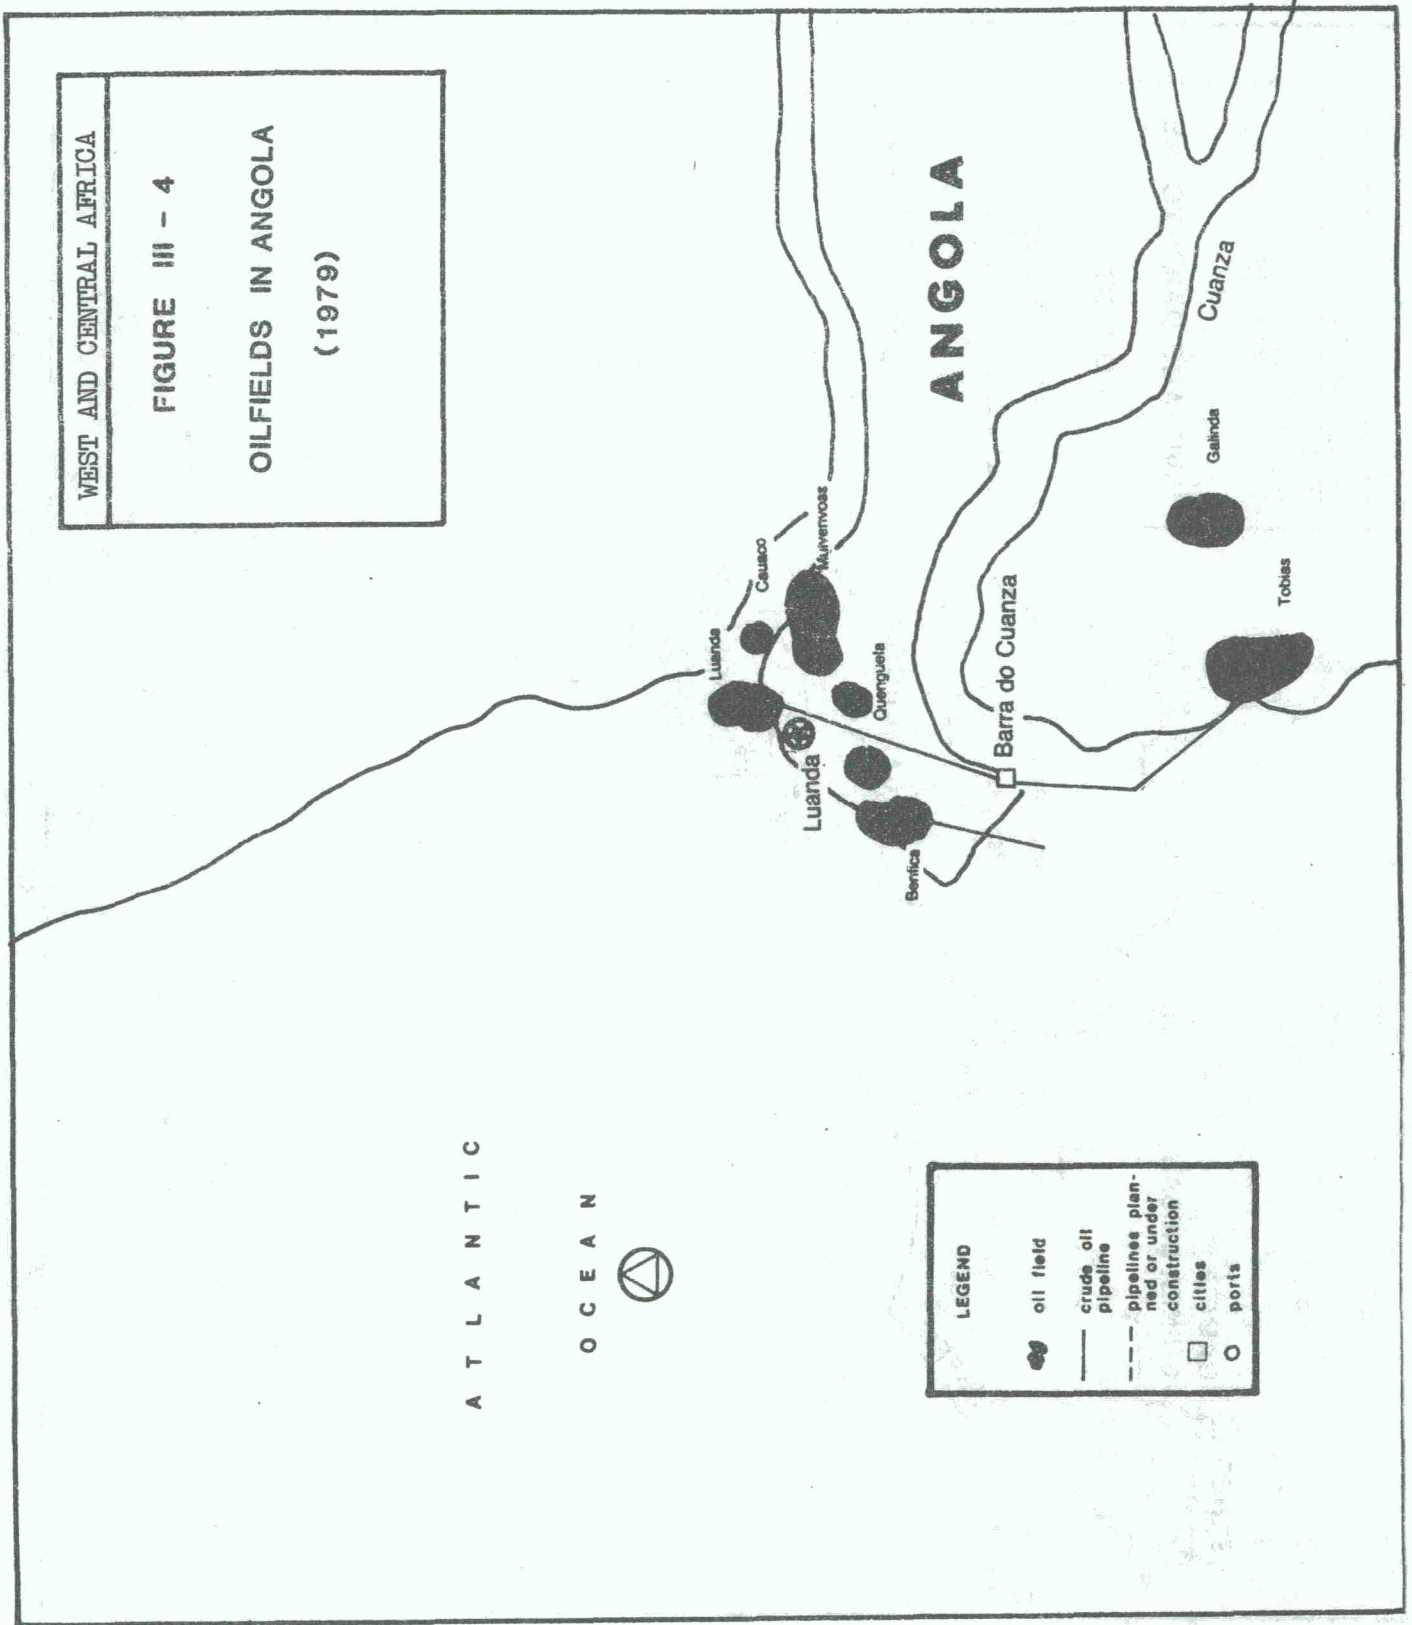 WEST AND CENTRAL AFRICA
FIGURE III - 4
OILFIELDS IN ANGOLA
(1979)
ATLANTIC
OCEAN
ANGOLA
Luanda
Cauaco
Muivenvoas
Quenguela
Luanda
Benfica
Barra do Cuanza
Cuanza
Galinda
Tobias
LEGEND
oil field
crude oil
pipeline
pipelines plan-
ned or under
construction
cities
ports